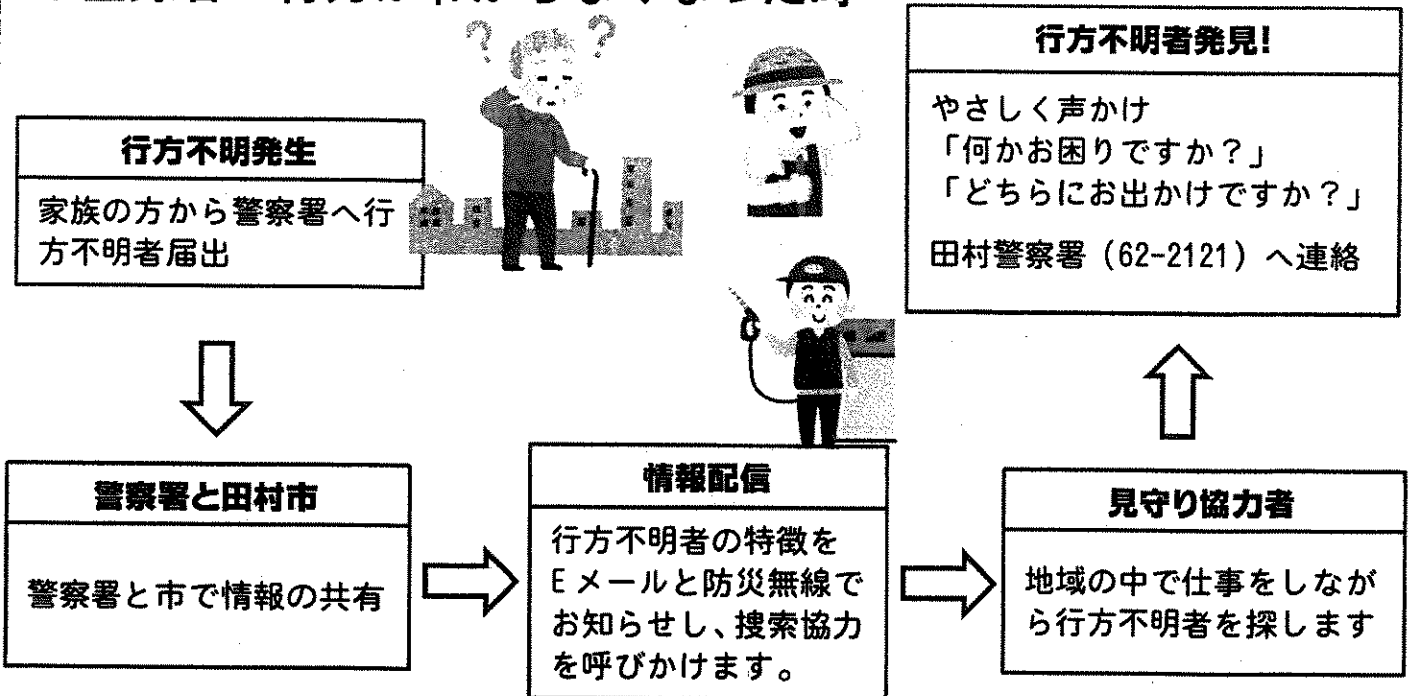 行方不明発生
家族の方から警察署へ行
方不明者届出
警察署と田村市
警察署と市で情報の共有
情報配信
行方不明者の特徴を
Eメールと防災無線で
お知らせし、捜索協力
を呼びかけます。
見守り協力者
地域の中で仕事をしなが
ら行方不明者を探します
行方不明者発見!
やさしく声かけ
「何かお困りですか?」
「どちらにお出かけですか?」
田村警察署(62-2121)へ連絡
? ?